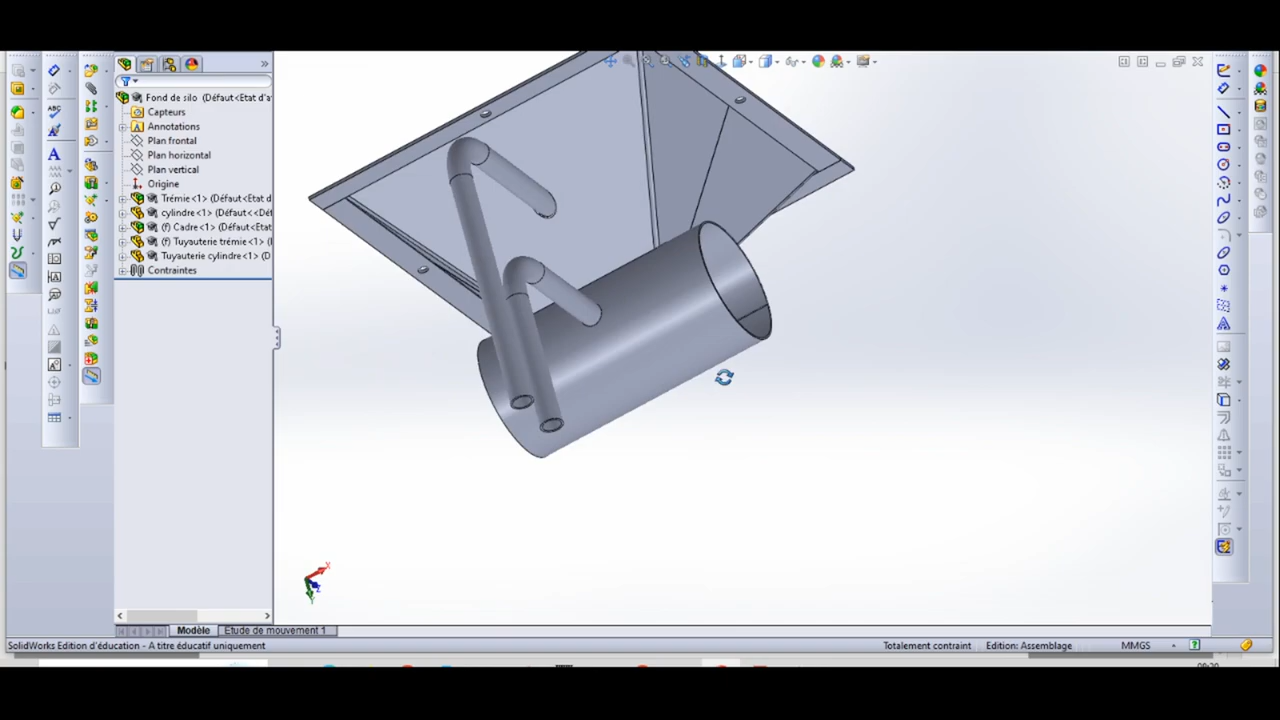 Fond de silo (Défaut<Etat d'a
Capteurs
Annotations
Plan frontal
Plan horizontal
Plan vertical
Origine
Trémie<1> (Défaut<Etat d
cylindre<1> (Défaut<<Déf
(f) Cadre<1> (Défaut<Etat
(f) Tuyauterie trémie<1> (
Tuyauterie cylindre<1> (D
Contraintes
Modèle
Etude de mouvement 1
SolidWorks Edition d'éducation - A titre éducatif uniquement
Totalement contraint
Edition: Assemblage
MMGS